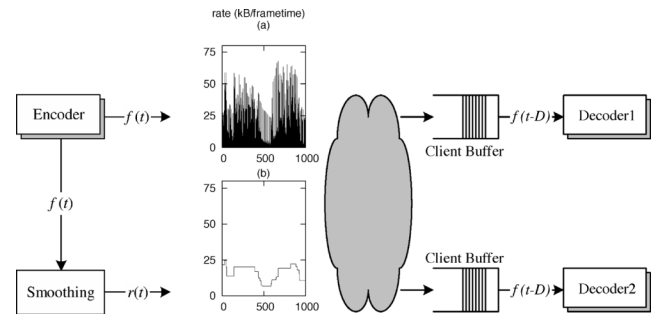 rate (kB/frametime)
(a)
75
50
25
0
0 500 1000
Encoder
f(t)
Client Buffer
f(t-D)
Decoder1
f(t)
(b)
75
50
25
0
0 500 1000
Smoothing
r(t)
Client Buffer
f(t-D)
Decoder2